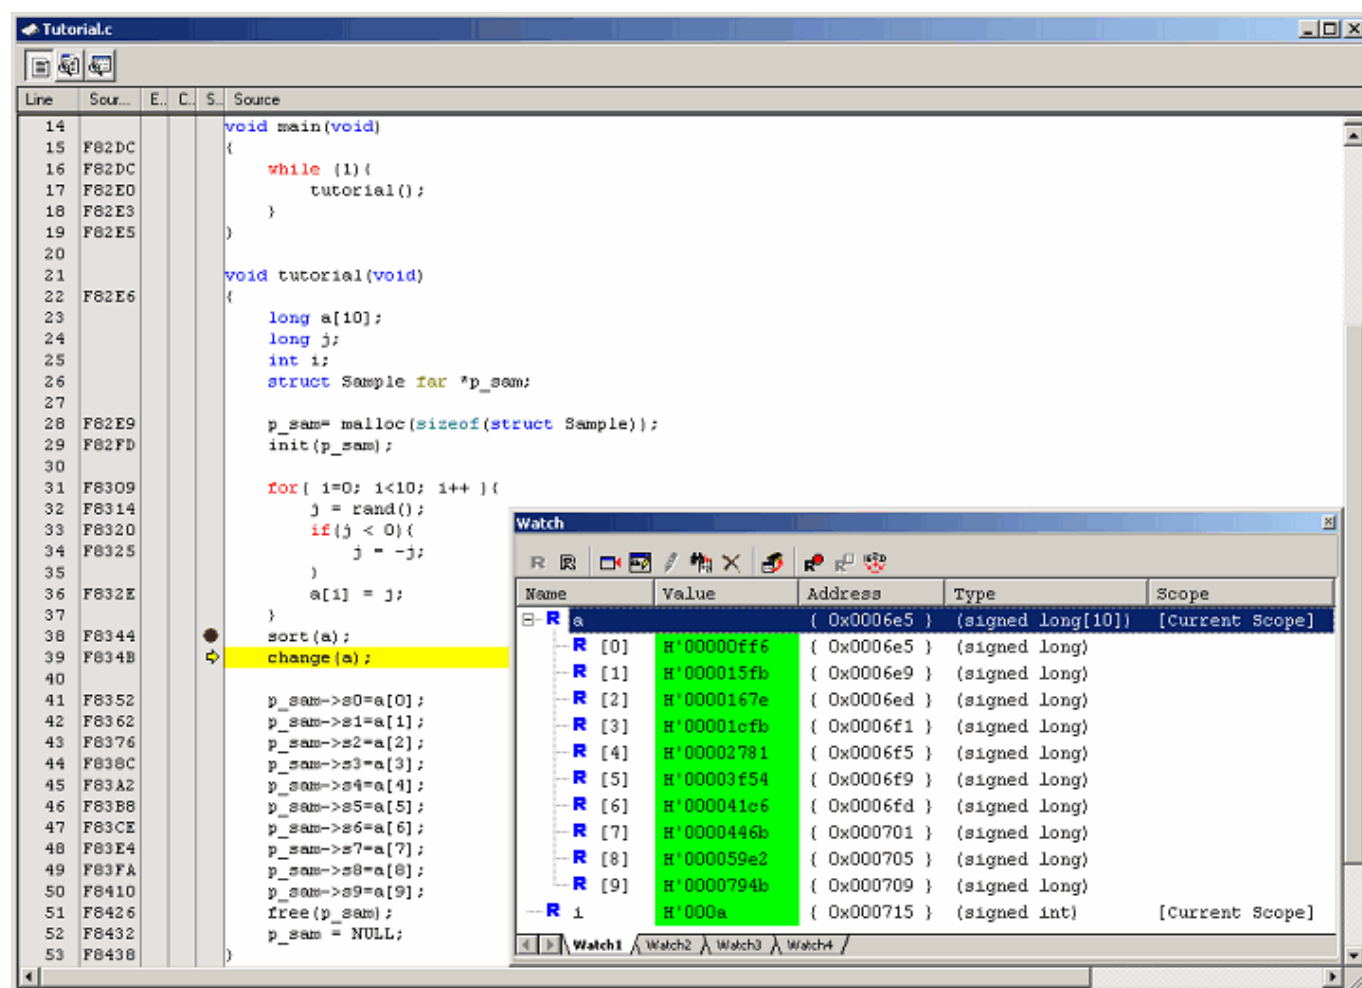 Tutorial.c
Line Sour... E.. C.. S.. Source
14 void main(void)
15 F82DC {
16 F82DC while (1){
17 F82E0 tutorial();
18 F82E3 }
19 F82E5 }
20
21 void tutorial(void)
22 F82E6 {
23 long a[10];
24 long j;
25 int i;
26 struct Sample far *p_sam;
27
28 F82E9 p_sam= malloc(sizeof(struct Sample));
29 F82FD init(p_sam);
30
31 F8309 for( i=0; i<10; i++ ){
32 F8314 j = rand();
33 F8320 if(j < 0){
34 F8325 j = -j;
35 }
36 F832E a[i] = j;
37 }
38 F8344 sort(a);
39 F834B change(a);
40
41 F8352 p_sam->s0=a[0];
42 F8362 p_sam->s1=a[1];
43 F8376 p_sam->s2=a[2];
44 F838C p_sam->s3=a[3];
45 F83A2 p_sam->s4=a[4];
46 F83B8 p_sam->s5=a[5];
47 F83CE p_sam->s6=a[6];
48 F83E4 p_sam->s7=a[7];
49 F83FA p_sam->s8=a[8];
50 F8410 p_sam->s9=a[9];
51 F8426 free(p_sam);
52 F8432 p_sam = NULL;
53 F8438 }
Watch
Name Value Address Type Scope
R a { 0x0006e5 } (signed long[10]) [Current Scope]
R [0] H'00000ff6 { 0x0006e5 } (signed long)
R [1] H'000015fb { 0x0006e9 } (signed long)
R [2] H'0000167e { 0x0006ed } (signed long)
R [3] H'00001cfb { 0x0006f1 } (signed long)
R [4] H'00002781 { 0x0006f5 } (signed long)
R [5] H'00003f54 { 0x0006f9 } (signed long)
R [6] H'000041c6 { 0x0006fd } (signed long)
R [7] H'0000446b { 0x000701 } (signed long)
R [8] H'000059e2 { 0x000705 } (signed long)
R [9] H'0000794b { 0x000709 } (signed long)
R i H'000a { 0x000715 } (signed int) [Current Scope]
Watch1 Watch2 Watch3 Watch4